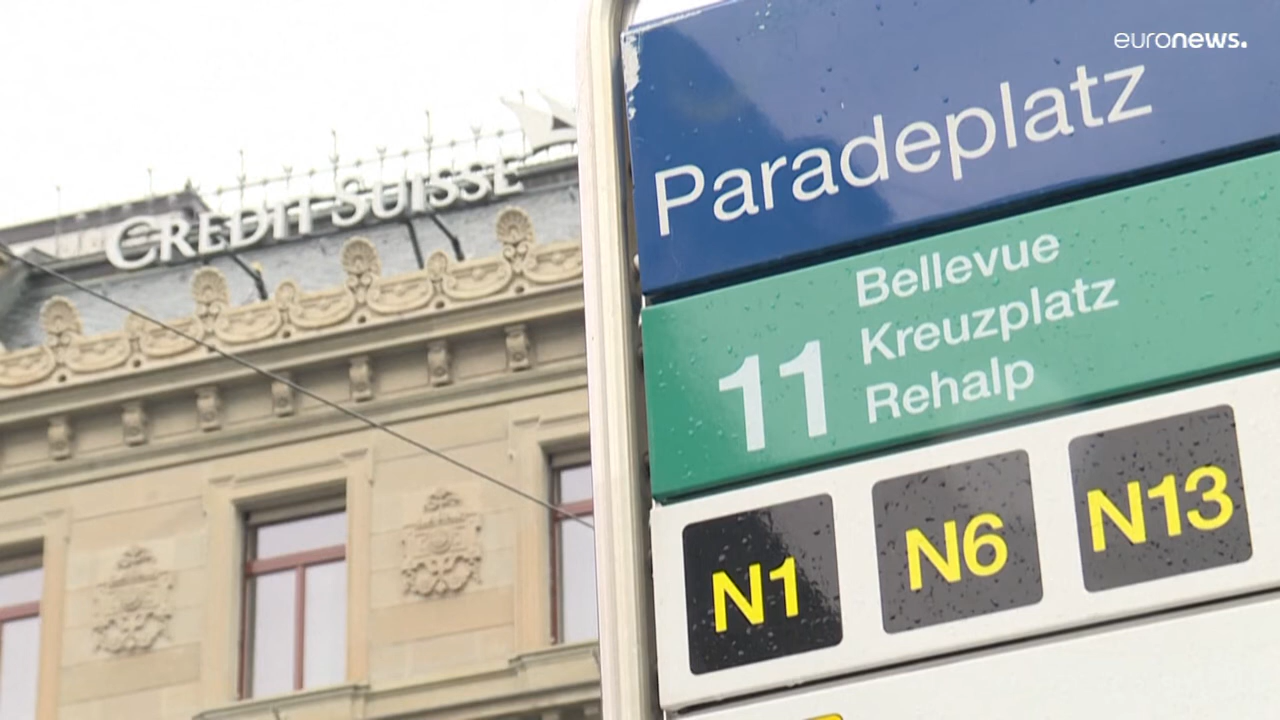 euronews.
CREDIT SUISSE
Paradeplatz
11
Bellevue
Kreuzplatz
Rehalp
N1
N6
N13